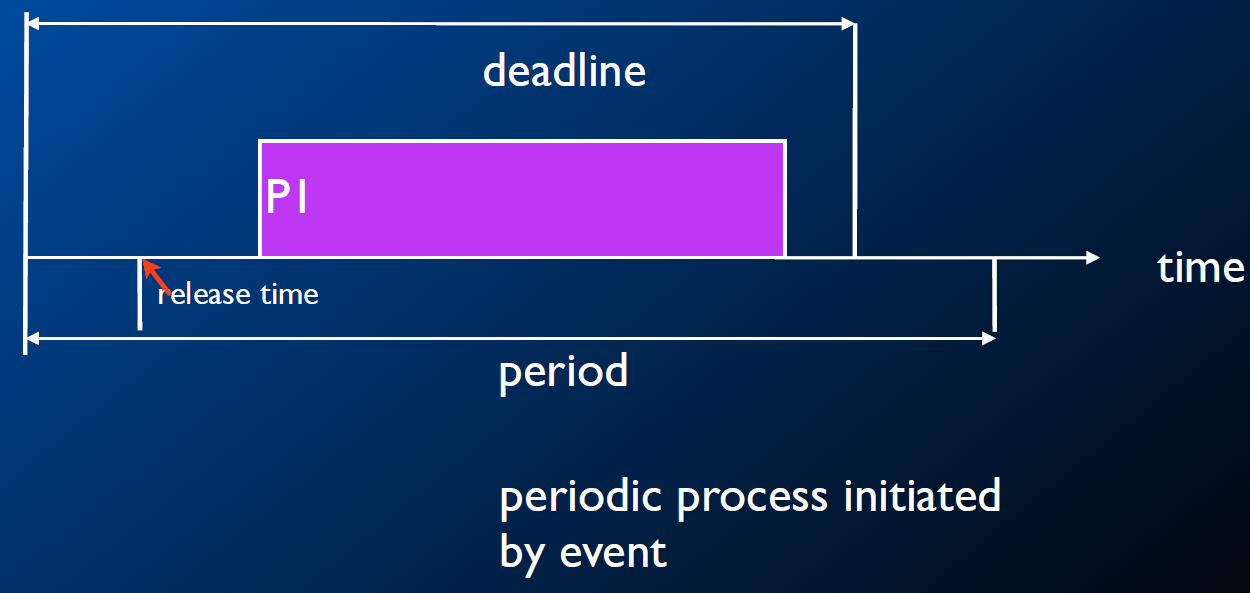 deadline
P1
time
release time
period
periodic process initiated
by event